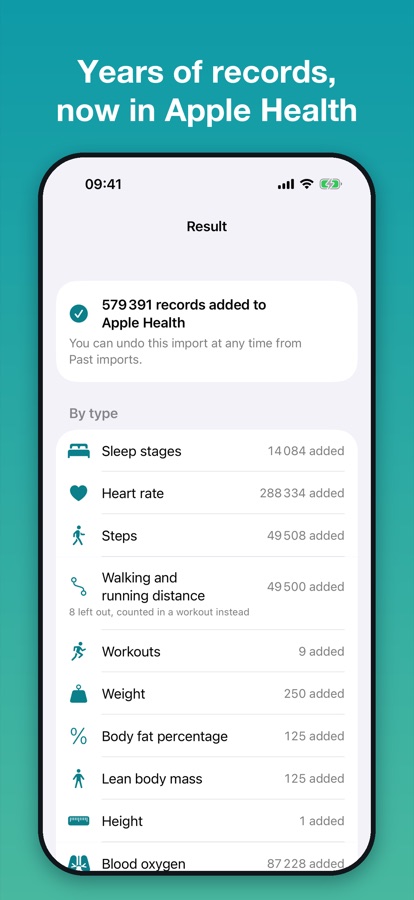 Years of records,
now in Apple Health
09:41
Result
579 391 records added to
Apple Health
You can undo this import at any time from
Past imports.
By type
Sleep stages 14 084 added
Heart rate 288 334 added
Steps 49 508 added
Walking and
running distance 49 500 added
8 left out, counted in a workout instead
Workouts 9 added
Weight 250 added
Body fat percentage 125 added
Lean body mass 125 added
Height 1 added
Blood oxygen 87 228 added